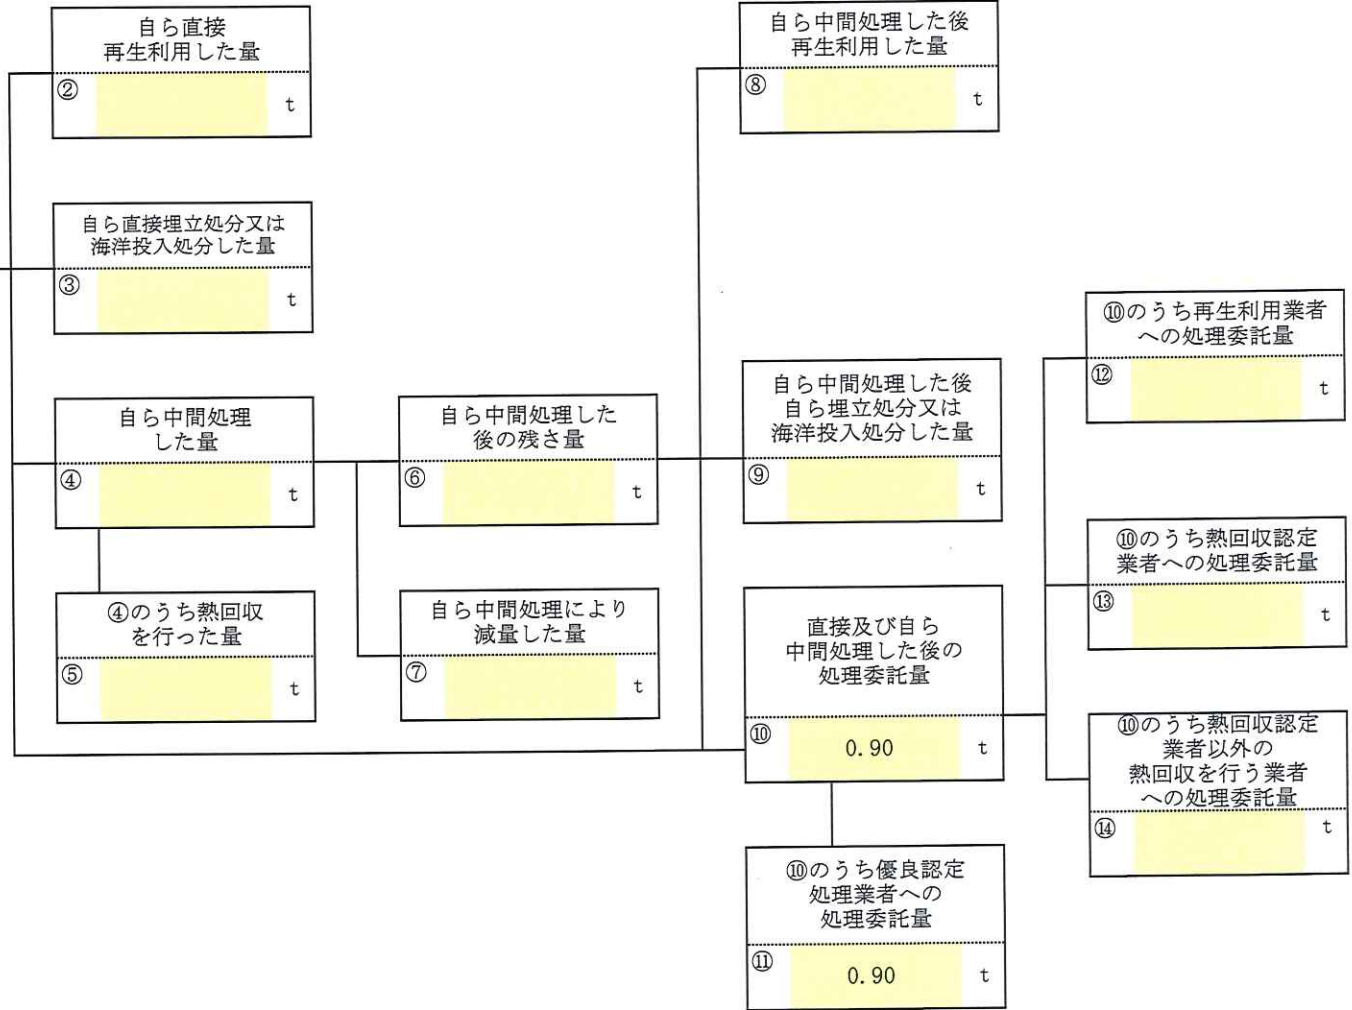 自ら直接
再生利用した量
② t
自ら直接埋立処分又は
海洋投入処分した量
③ t
自ら中間処理
した量
④ t
④のうち熱回収
を行った量
⑤ t
自ら中間処理した
後の残さ量
⑥ t
自ら中間処理により
減量した量
⑦ t
自ら中間処理した後
再生利用した量
⑧ t
自ら中間処理した後
自ら埋立処分又は
海洋投入処分した量
⑨ t
直接及び自ら
中間処理した後の
処理委託量
⑩ 0.90 t
⑩のうち優良認定
処理業者への
処理委託量
⑪ 0.90 t
⑩のうち再生利用業者
への処理委託量
⑫ t
⑩のうち熱回収認定
業者への処理委託量
⑬ t
⑩のうち熱回収認定
業者以外の
熱回収を行う業者
への処理委託量
⑭ t